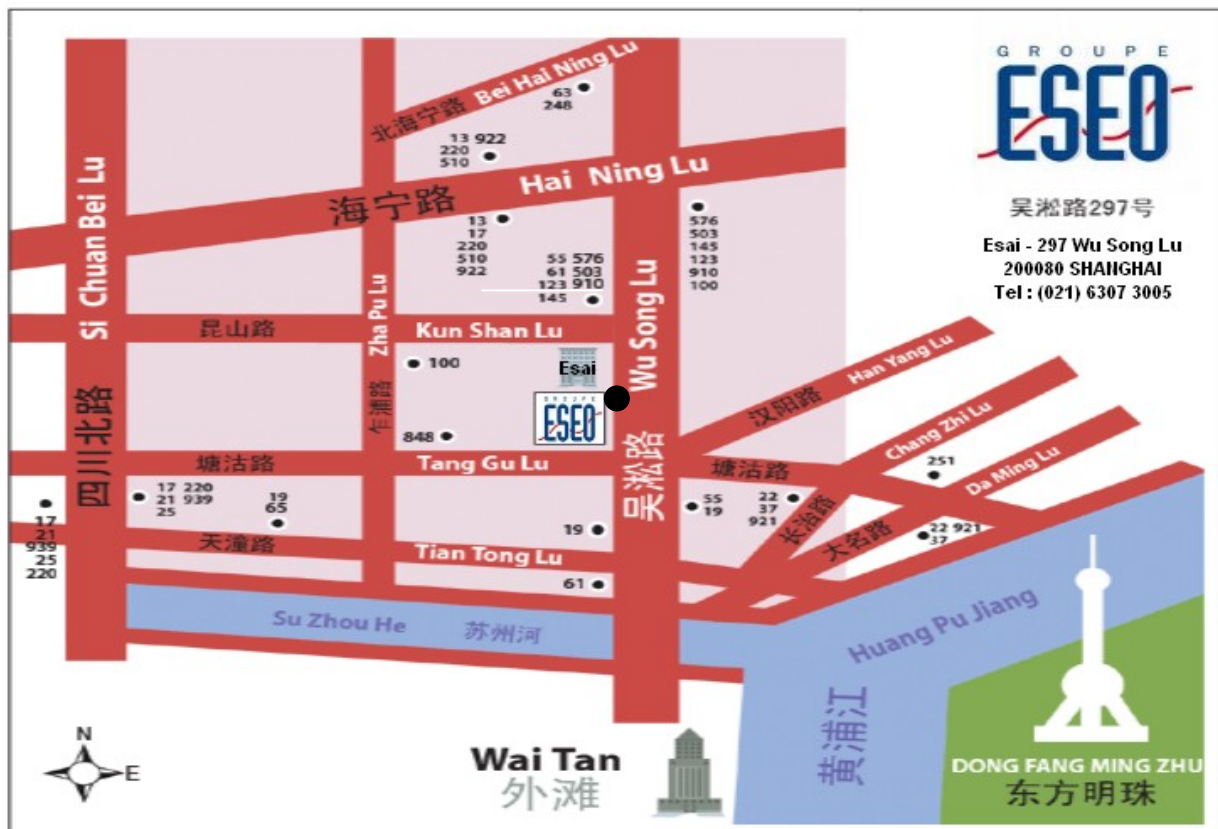 GROUPE
ESEO
吴淞路297号
Esai - 297 Wu Song Lu
200080 SHANGHAI
Tel : (021) 6307 3005
北海宁路 Bei Hai Ning Lu
63
248
13 922
220
510
海宁路 Hai Ning Lu
Si Chuan Bei Lu
四川北路
13
17
220
510
922
55 576
61 503
123 910
145
576
503
145
123
910
100
Zha Pu Lu
乍浦路
Wu Song Lu
吴淞路
昆山路 Kun Shan Lu
100
Esai
GROUPE
ESEO
848
汉阳路 Han Yang Lu
塘沽路 Tang Gu Lu
塘沽路
长治路 Chang Zhi Lu
大名路 Da Ming Lu
251
17
21
939
25
220
17 220
21 939
25
19
65
19
55
19
22
37
921
22 921
37
天潼路 Tian Tong Lu
61
Su Zhou He 苏州河
Huang Pu Jiang
黄浦江
N
E
Wai Tan
外滩
DONG FANG MING ZHU
东方明珠